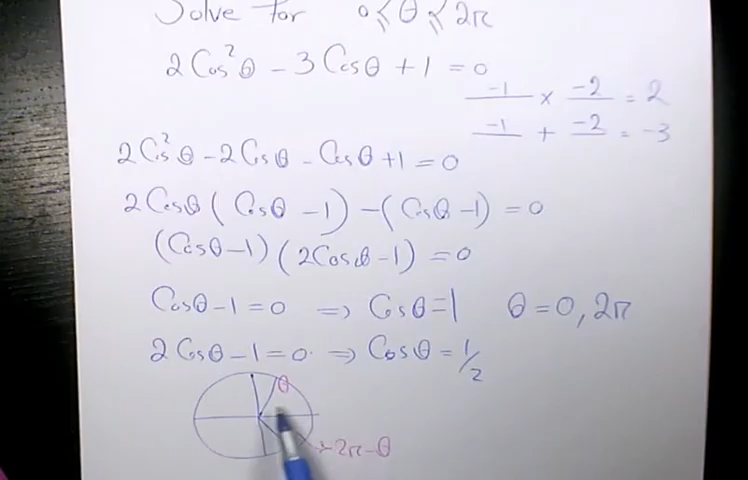 Solve for 0 ≤ θ ≤ 2π
2Cos²θ - 3Cosθ + 1 = 0
-1 × -2 = 2
-1 + -2 = -3
2Cos²θ - 2Cosθ - Cosθ + 1 = 0
2Cosθ(Cosθ - 1) - (Cosθ - 1) = 0
(Cosθ - 1)(2Cosθ - 1) = 0
Cosθ - 1 = 0 ⇒ Cosθ = 1 θ = 0, 2π
2Cosθ - 1 = 0 ⇒ Cosθ = 1/2
θ
2π - θ